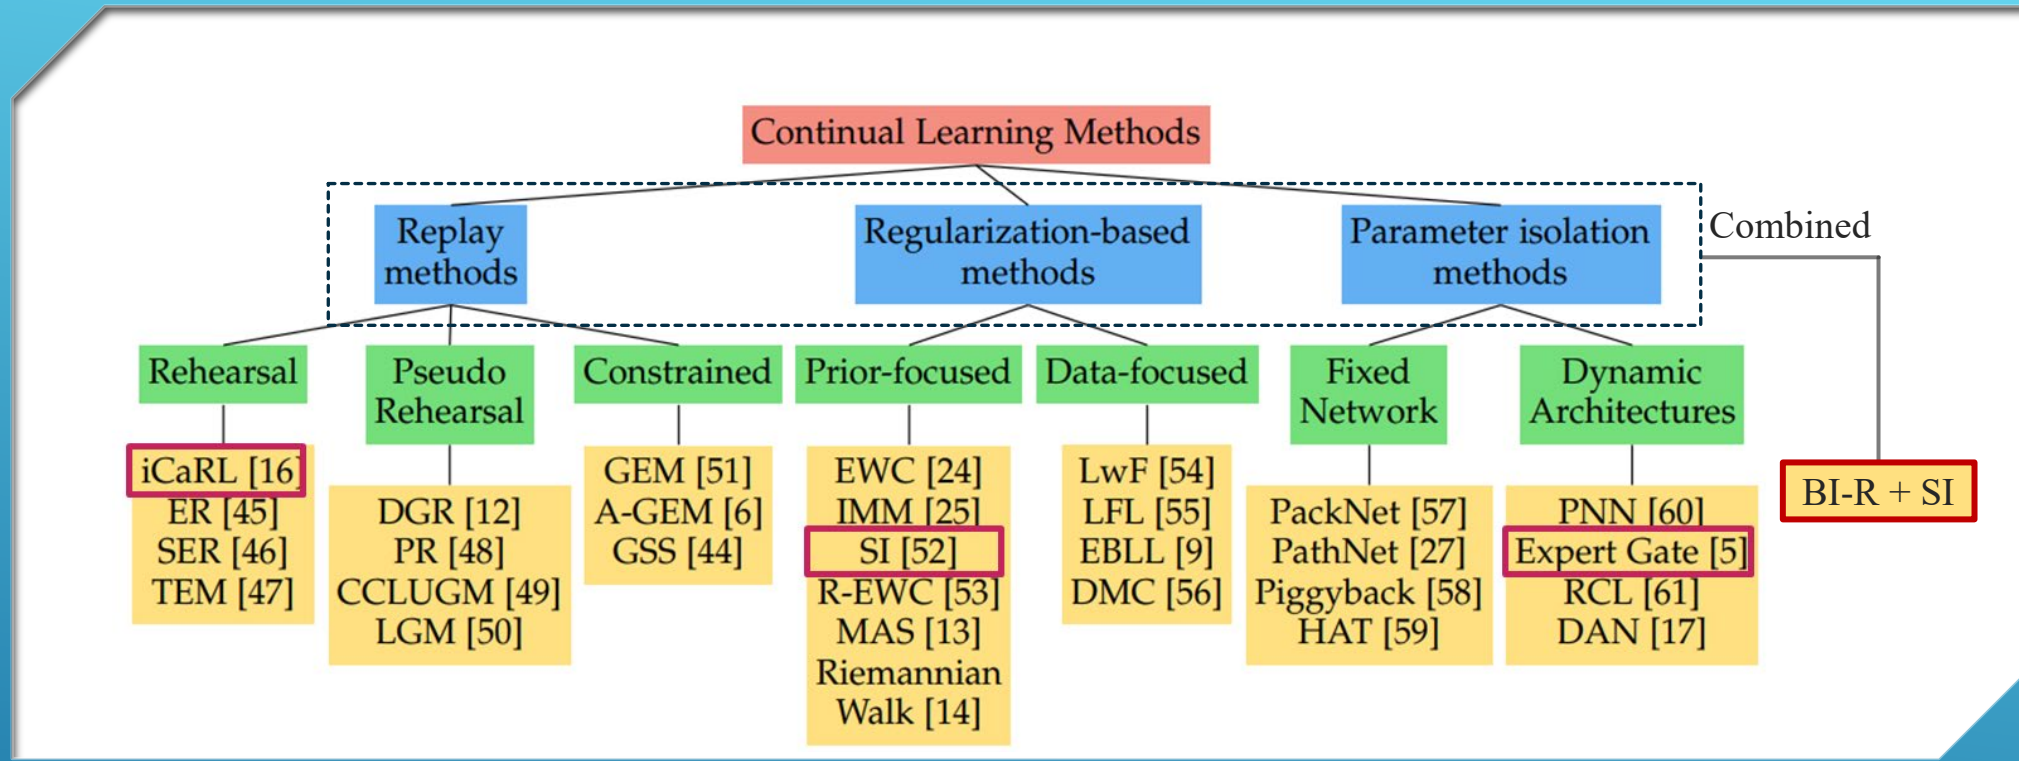 Continual Learning Methods
Replay
methods
Regularization-based
methods
Parameter isolation
methods
Combined
Rehearsal
Pseudo
Rehearsal
Constrained
Prior-focused
Data-focused
Fixed
Network
Dynamic
Architectures
iCaRL [16]
ER [45]
SER [46]
TEM [47]
DGR [12]
PR [48]
CCLUGM [49]
LGM [50]
GEM [51]
A-GEM [6]
GSS [44]
EWC [24]
IMM [25]
SI [52]
R-EWC [53]
MAS [13]
Riemannian
Walk [14]
LwF [54]
LFL [55]
EBLL [9]
DMC [56]
PackNet [57]
PathNet [27]
Piggyback [58]
HAT [59]
PNN [60]
Expert Gate [5]
RCL [61]
DAN [17]
BI-R + SI